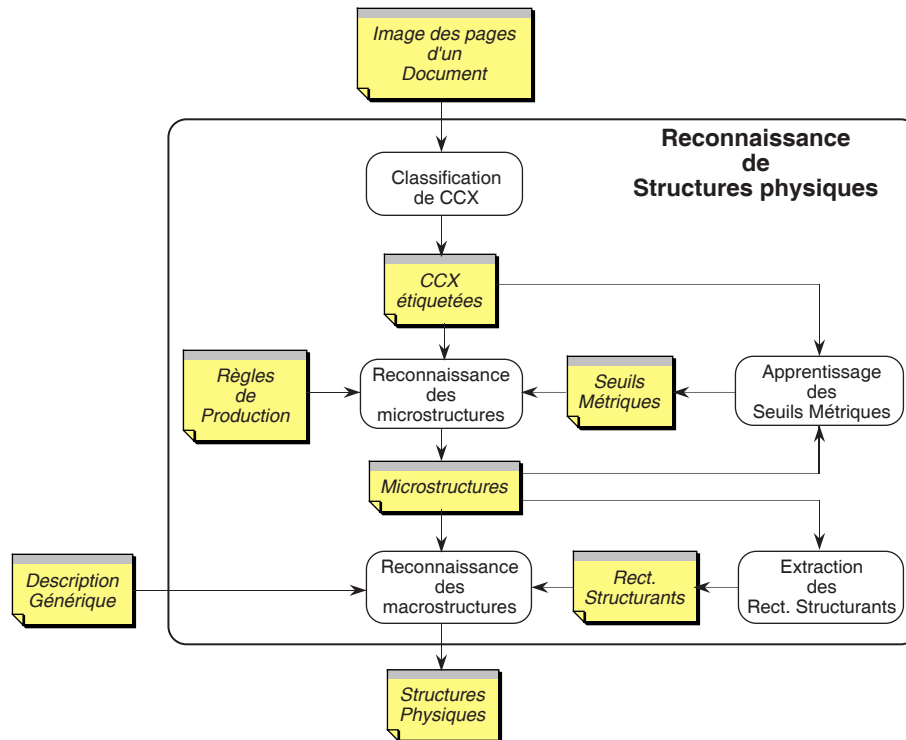 Image des pages
d'un
Document
Reconnaissance
de
Structures physiques
Classification
de CCX
CCX
étiquetées
Règles
de
Production
Reconnaissance
des
microstructures
Seuils
Métriques
Apprentissage
des
Seuils Métriques
Microstructures
Description
Générique
Reconnaissance
des
macrostructures
Rect.
Structurants
Extraction
des
Rect. Structurants
Structures
Physiques